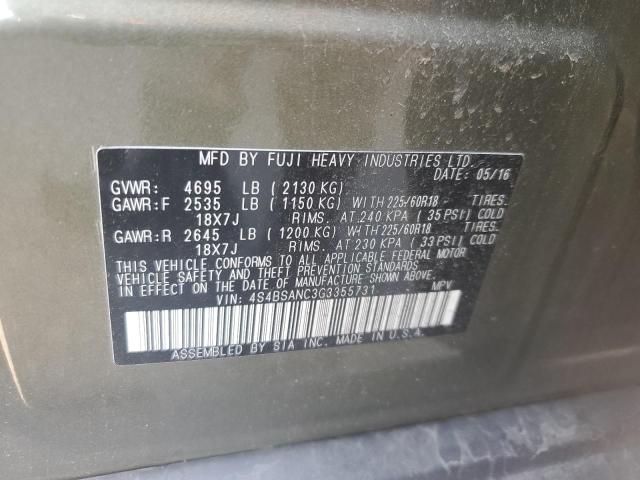 MFD BY FUJI HEAVY INDUSTRIES LTD.
DATE: 05/16
GVWR: 4695 LB ( 2130 KG)
GAWR:F 2535 LB ( 1150 KG) WITH 225/60R18 - TIRES.
18X7J RIMS. AT 240 KPA ( 35 PSI) COLD
GAWR:R 2645 LB ( 1200 KG) WITH 225/60R18 - TIRES.
18X7J RIMS. AT 230 KPA ( 33 PSI) COLD
THIS VEHICLE CONFORMS TO ALL APPLICABLE FEDERAL MOTOR
VEHICLE SAFETY AND THEFT PREVENTION STANDARDS
IN EFFECT ON THE DATE OF MANUFACTURE SHOWN ABOVE.
VIN: 4S4BSANC3G3355731 MPV
ASSEMBLED BY SIA INC. MADE IN U.S.A.